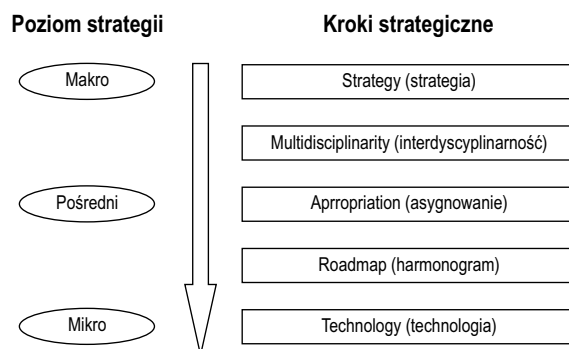 Poziom strategii Kroki strategiczne
Makro Strategy (strategia)
Multidisciplinarity (interdyscyplinarność)
Pośredni Aprropriation (asygnowanie)
Roadmap (harmonogram)
Mikro Technology (technologia)